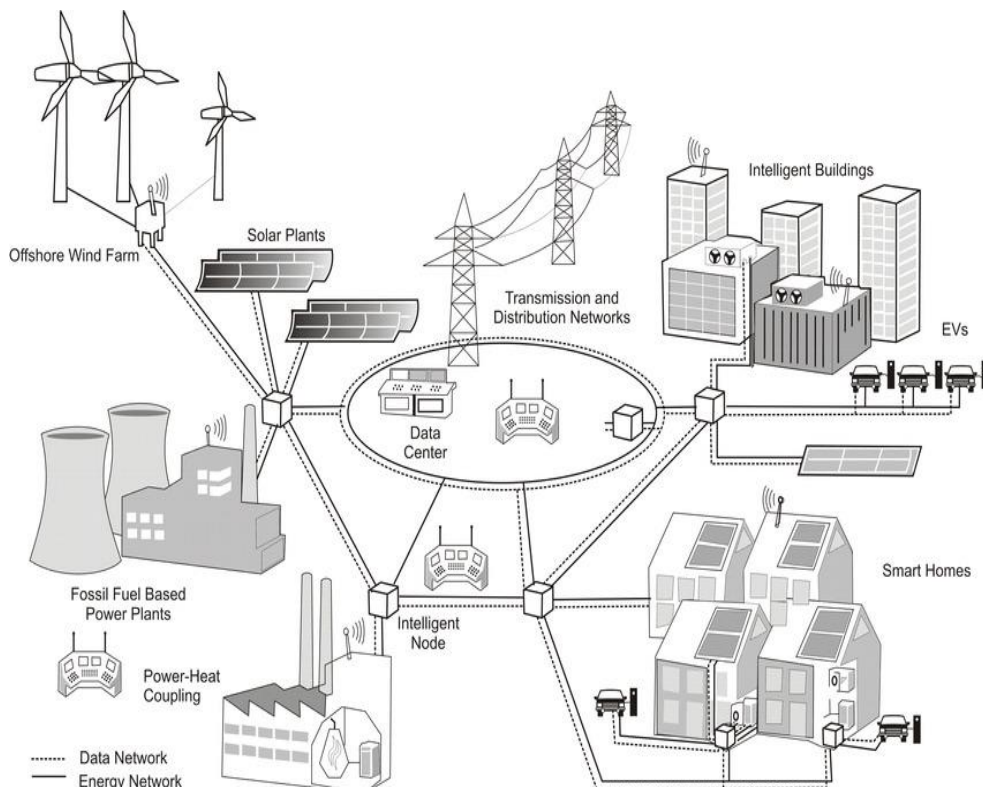 Offshore Wind Farm
Solar Plants
Transmission and
Distribution Networks
Intelligent Buildings
EVs
Data
Center
Fossil Fuel Based
Power Plants
Intelligent
Node
Smart Homes
Power-Heat
Coupling
Data Network
Energy Network